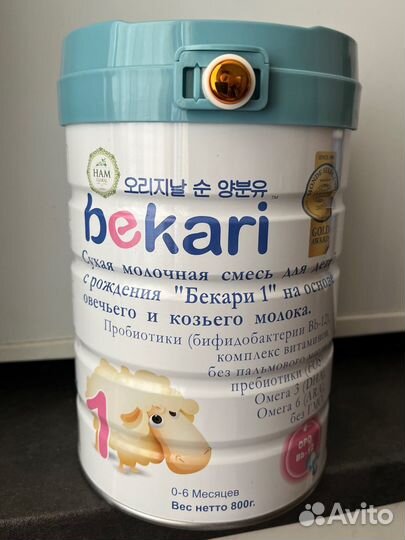 HAM
오리지날 순 양분유
™
bekari
GOLD
AWARD
Сухая молочная смесь для
с рождения "Бекари 1" на
овечьего и козьего молока.
Пробиотики (бифидобактерии Bb-12),
комплекс
без пальмового
пребиотики
Омега 3
Омега 6
без
1
0-6 Месяцев
Вес нетто 800г.
Avito